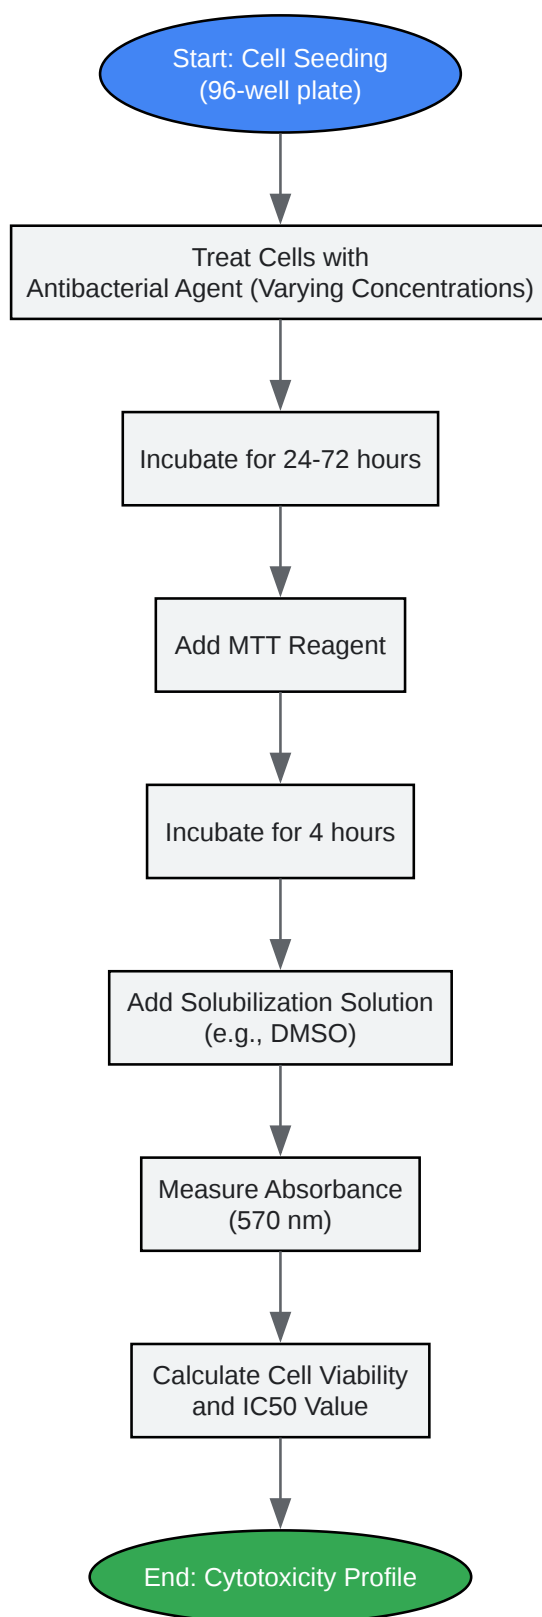 Start: Cell Seeding
(96-well plate)
Treat Cells with
Antibacterial Agent (Varying Concentrations)
Incubate for 24-72 hours
Add MTT Reagent
Incubate for 4 hours
Add Solubilization Solution
(e.g., DMSO)
Measure Absorbance
(570 nm)
Calculate Cell Viability
and IC50 Value
End: Cytotoxicity Profile